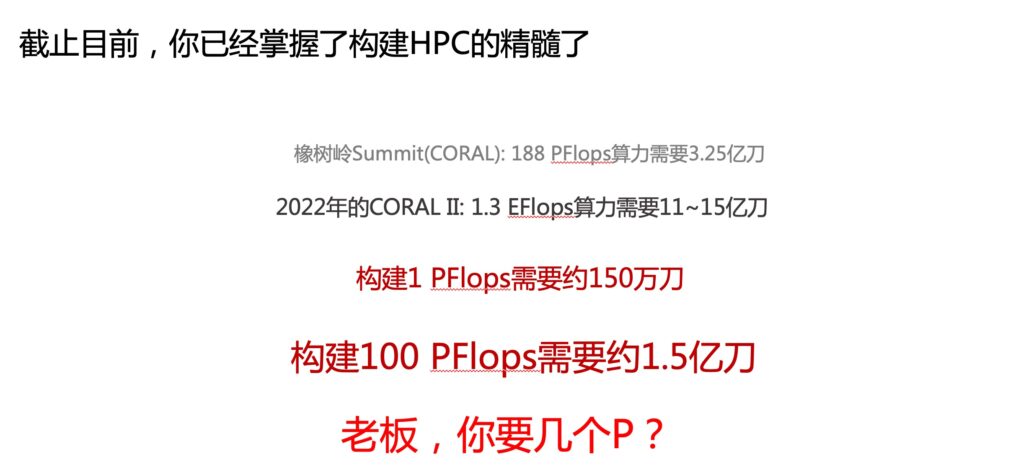 截止目前，你已经掌握了构建HPC的精髓了
橡树岭Summit(CORAL): 188 PFlops算力需要3.25亿刀
2022年的CORAL II: 1.3 EFlops算力需要11~15亿刀
构建1 PFlops需要约150万刀
构建100 PFlops需要约1.5亿刀
老板，你要几个P？